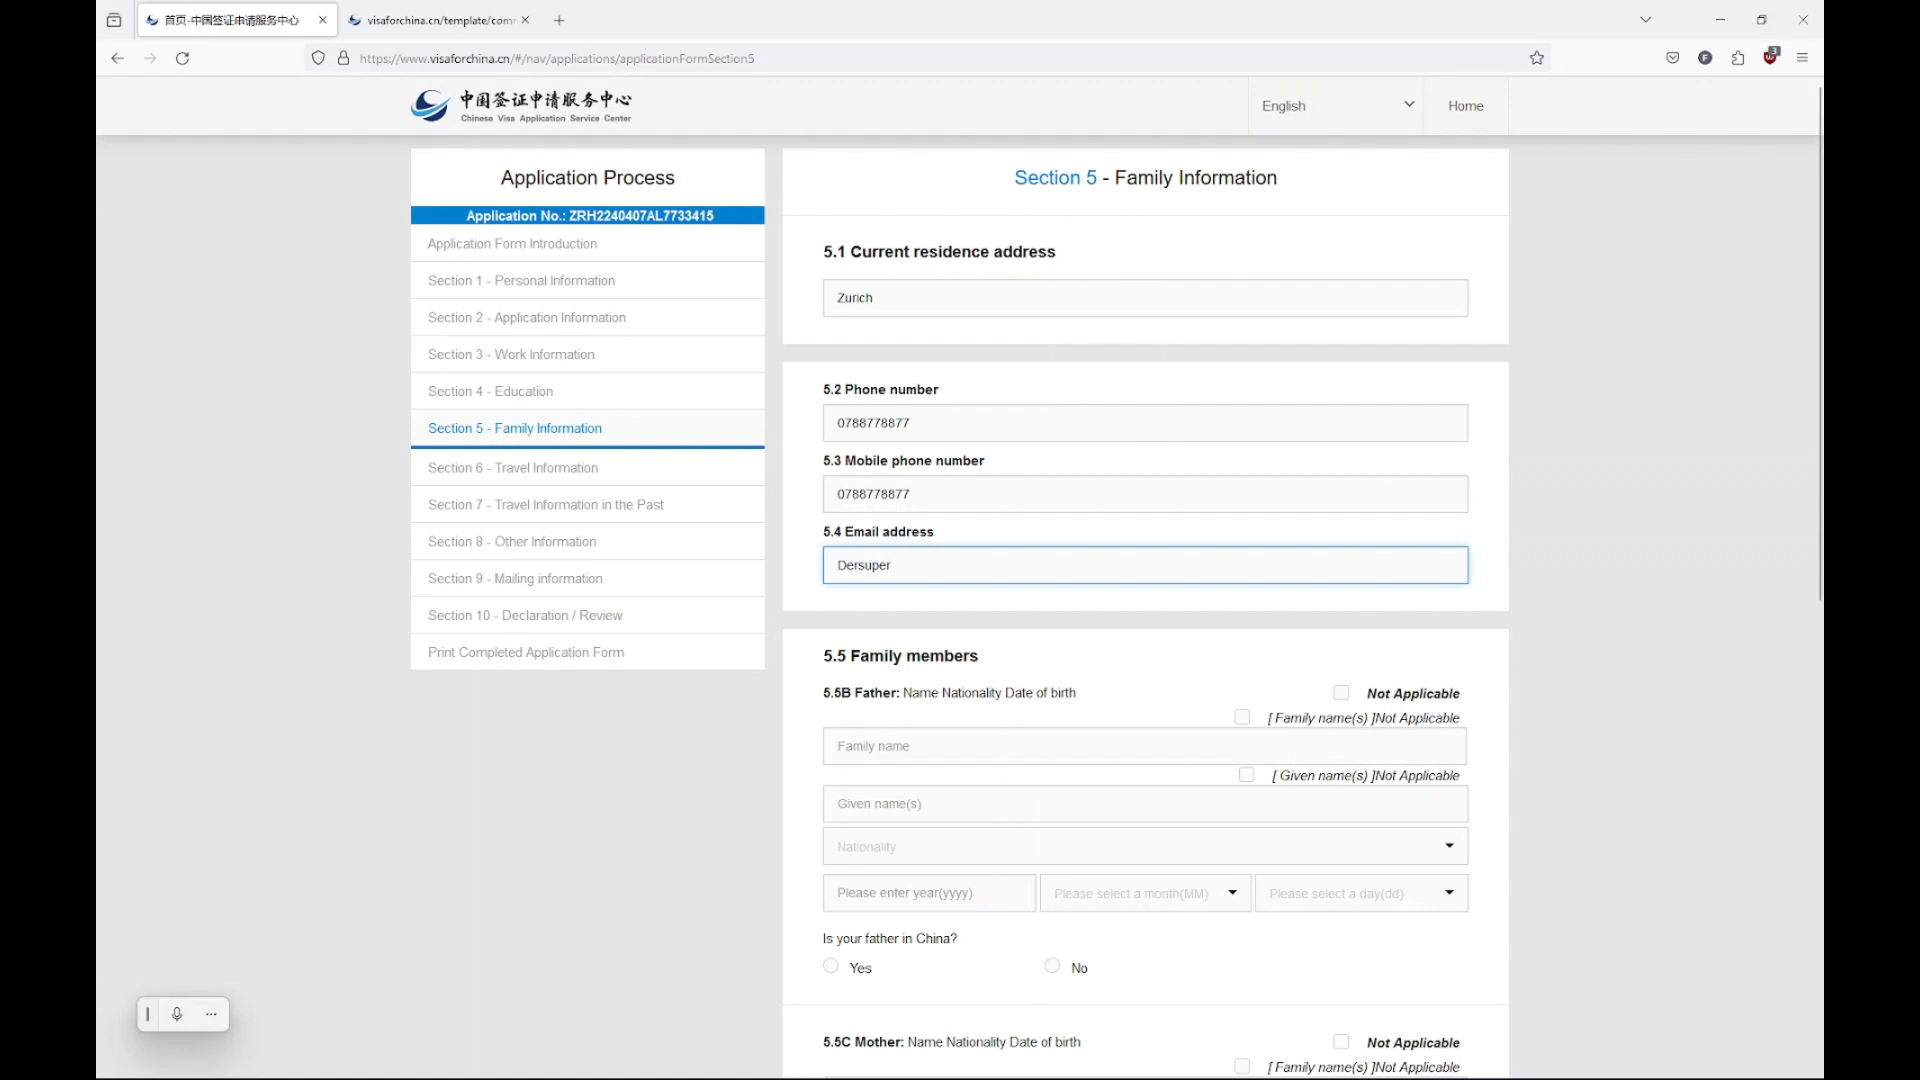 首页-中国签证申请服务中心
visaforchina.cn/template/comm
https://www.visaforchina.cn/#/nav/applications/applicationFormSection5
3
中国签证申请服务中心
Chinese Visa Application Service Center
English
Home
Application Process
Application No.: ZRH2240407AL7733415
Application Form Introduction
Section 1 - Personal Information
Section 2 - Application Information
Section 3 - Work Information
Section 4 - Education
Section 5 - Family Information
Section 6 - Travel Information
Section 7 - Travel Information in the Past
Section 8 - Other Information
Section 9 - Mailing information
Section 10 - Declaration / Review
Print Completed Application Form
Section 5 - Family Information
5.1 Current residence address
Zurich
5.2 Phone number
0788778877
5.3 Mobile phone number
0788778877
5.4 Email address
Dersuper
5.5 Family members
5.5B Father: Name Nationality Date of birth
Not Applicable
[ Family name(s) ]Not Applicable
Family name
[ Given name(s) ]Not Applicable
Given name(s)
Nationality
Please enter year(yyyy)
Please select a month(MM)
Please select a day(dd)
Is your father in China?
Yes
No
5.5C Mother: Name Nationality Date of birth
Not Applicable
[ Family name(s) ]Not Applicable